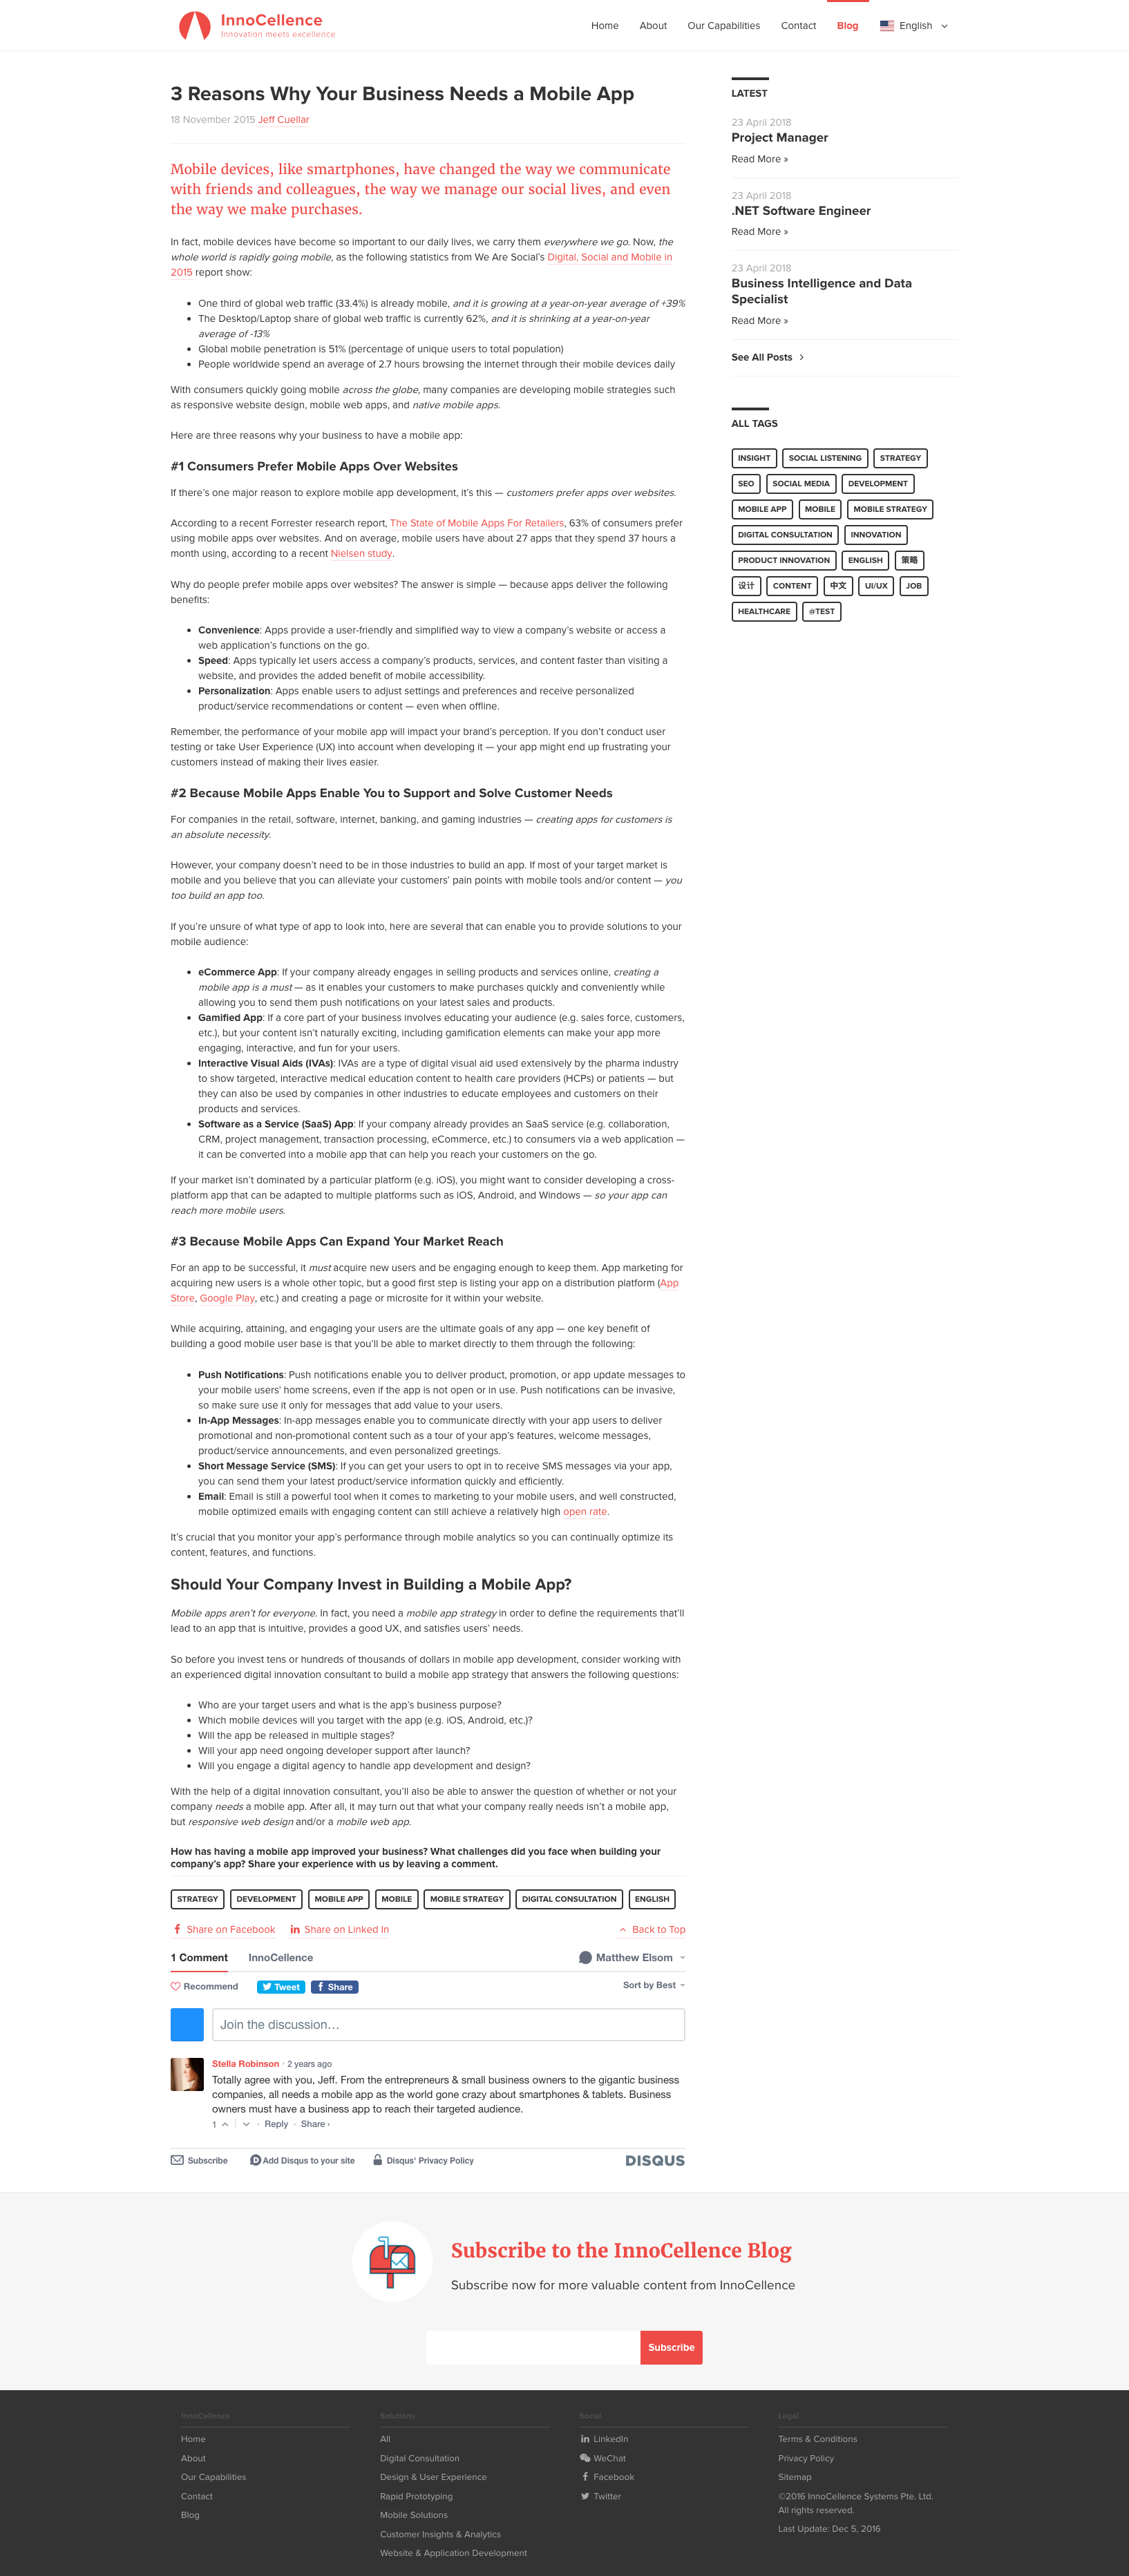 InnoCellence
Innovation meets excellence
Home
About
Our Capabilities
Contact
Blog
English
3 Reasons Why Your Business Needs a Mobile App
18 November 2015 Jeff Cuellar
Mobile devices, like smartphones, have changed the way we communicate
with friends and colleagues, the way we manage our social lives, and even
the way we make purchases.
In fact, mobile devices have become so important to our daily lives, we carry them everywhere we go. Now, the
whole world is rapidly going mobile, as the following statistics from We Are Social's Digital, Social and Mobile in
2015 report show:
• One third of global web traffic (33.4%) is already mobile, and it is growing at a year-on-year average of +39%
• The Desktop/Laptop share of global web traffic is currently 62%, and it is shrinking at a year-on-year
average of -13%
• Global mobile penetration is 51% (percentage of unique users to total population)
• People worldwide spend an average of 2.7 hours browsing the internet through their mobile devices daily
With consumers quickly going mobile across the globe, many companies are developing mobile strategies such
as responsive website design, mobile web apps, and native mobile apps.
Here are three reasons why your business to have a mobile app:
#1 Consumers Prefer Mobile Apps Over Websites
If there's one major reason to explore mobile app development, it's this — customers prefer apps over websites.
According to a recent Forrester research report, The State of Mobile Apps For Retailers, 63% of consumers prefer
using mobile apps over websites. And on average, mobile users have about 27 apps that they spend 37 hours a
month using, according to a recent Nielsen study.
Why do people prefer mobile apps over websites? The answer is simple — because apps deliver the following
benefits:
• Convenience: Apps provide a user-friendly and simplified way to view a company's website or access a
web application's functions on the go.
• Speed: Apps typically let users access a company's products, services, and content faster than visiting a
website, and provides the added benefit of mobile accessibility.
• Personalization: Apps enable users to adjust settings and preferences and receive personalized
product/service recommendations or content — even when offline.
Remember, the performance of your mobile app will impact your brand's perception. If you don't conduct user
testing or take User Experience (UX) into account when developing it — your app might end up frustrating your
customers instead of making their lives easier.
#2 Because Mobile Apps Enable You to Support and Solve Customer Needs
For companies in the retail, software, internet, banking, and gaming industries — creating apps for customers is
an absolute necessity.
However, your company doesn't need to be in those industries to build an app. If most of your target market is
mobile and you believe that you can alleviate your customers' pain points with mobile tools and/or content — you
too build an app too.
If you're unsure of what type of app to look into, here are several that can enable you to provide solutions to your
mobile audience:
• eCommerce App: If your company already engages in selling products and services online, creating a
mobile app is a must — as it enables your customers to make purchases quickly and conveniently while
allowing you to send them push notifications on your latest sales and products.
• Gamified App: If a core part of your business involves educating your audience (e.g. sales force, customers,
etc.), but your content isn't naturally exciting, including gamification elements can make your app more
engaging, interactive, and fun for your users.
• Interactive Visual Aids (IVAs): IVAs are a type of digital visual aid used extensively by the pharma industry
to show targeted, interactive medical education content to health care providers (HCPs) or patients — but
they can also be used by companies in other industries to educate employees and customers on their
products and services.
• Software as a Service (SaaS) App: If your company already provides an SaaS service (e.g. collaboration,
CRM, project management, transaction processing, eCommerce, etc.) to consumers via a web application —
it can be converted into a mobile app that can help you reach your customers on the go.
If your market isn't dominated by a particular platform (e.g. iOS), you might want to consider developing a cross-
platform app that can be adapted to multiple platforms such as iOS, Android, and Windows — so your app can
reach more mobile users.
#3 Because Mobile Apps Can Expand Your Market Reach
For an app to be successful, it must acquire new users and be engaging enough to keep them. App marketing for
acquiring new users is a whole other topic, but a good first step is listing your app on a distribution platform (App
Store, Google Play, etc.) and creating a page or microsite for it within your website.
While acquiring, attaining, and engaging your users are the ultimate goals of any app — one key benefit of
building a good mobile user base is that you'll be able to market directly to them through the following:
• Push Notifications: Push notifications enable you to deliver product, promotion, or app update messages to
your mobile users' home screens, even if the app is not open or in use. Push notifications can be invasive,
so make sure use it only for messages that add value to your users.
• In-App Messages: In-app messages enable you to communicate directly with your app users to deliver
promotional and non-promotional content such as a tour of your app's features, welcome messages,
product/service announcements, and even personalized greetings.
• Short Message Service (SMS): If you can get your users to opt in to receive SMS messages via your app,
you can send them your latest product/service information quickly and efficiently.
• Email: Email is still a powerful tool when it comes to marketing to your mobile users, and well constructed,
mobile optimized emails with engaging content can still achieve a relatively high open rate.
It's crucial that you monitor your app's performance through mobile analytics so you can continually optimize its
content, features, and functions.
Should Your Company Invest in Building a Mobile App?
Mobile apps aren't for everyone. In fact, you need a mobile app strategy in order to define the requirements that'll
lead to an app that is intuitive, provides a good UX, and satisfies users' needs.
So before you invest tens or hundreds of thousands of dollars in mobile app development, consider working with
an experienced digital innovation consultant to build a mobile app strategy that answers the following questions:
• Who are your target users and what is the app's business purpose?
• Which mobile devices will you target with the app (e.g. iOS, Android, etc.)?
• Will the app be released in multiple stages?
• Will your app need ongoing developer support after launch?
• Will you engage a digital agency to handle app development and design?
With the help of a digital innovation consultant, you'll also be able to answer the question of whether or not your
company needs a mobile app. After all, it may turn out that what your company really needs isn't a mobile app,
but responsive web design and/or a mobile web app.
How has having a mobile app improved your business? What challenges did you face when building your
company's app? Share your experience with us by leaving a comment.
STRATEGY DEVELOPMENT MOBILE APP MOBILE MOBILE STRATEGY DIGITAL CONSULTATION ENGLISH
Share on Facebook Share on Linked In Back to Top
1 Comment InnoCellence Matthew Elsom
Recommend Tweet Share Sort by Best
Join the discussion…
Stella Robinson · 2 years ago
Totally agree with you, Jeff. From the entrepreneurs & small business owners to the gigantic business
companies, all needs a mobile app as the world gone crazy about smartphones & tablets. Business
owners must have a business app to reach their targeted audience.
1 · Reply · Share ›
Subscribe Add Disqus to your site Disqus' Privacy Policy DISQUS
LATEST
23 April 2018
Project Manager
Read More »
23 April 2018
.NET Software Engineer
Read More »
23 April 2018
Business Intelligence and Data
Specialist
Read More »
See All Posts
ALL TAGS
INSIGHT SOCIAL LISTENING STRATEGY
SEO SOCIAL MEDIA DEVELOPMENT
MOBILE APP MOBILE MOBILE STRATEGY
DIGITAL CONSULTATION INNOVATION
PRODUCT INNOVATION ENGLISH 策略
设计 CONTENT 中文 UI/UX JOB
HEALTHCARE @TEST
Subscribe to the InnoCellence Blog
Subscribe now for more valuable content from InnoCellence
Subscribe
InnoCellence
Home
About
Our Capabilities
Contact
Blog
Solutions
All
Digital Consultation
Design & User Experience
Rapid Prototyping
Mobile Solutions
Customer Insights & Analytics
Website & Application Development
Social
LinkedIn
WeChat
Facebook
Twitter
Legal
Terms & Conditions
Privacy Policy
Sitemap
©2016 InnoCellence Systems Pte. Ltd.
All rights reserved.
Last Update: Dec 5, 2016